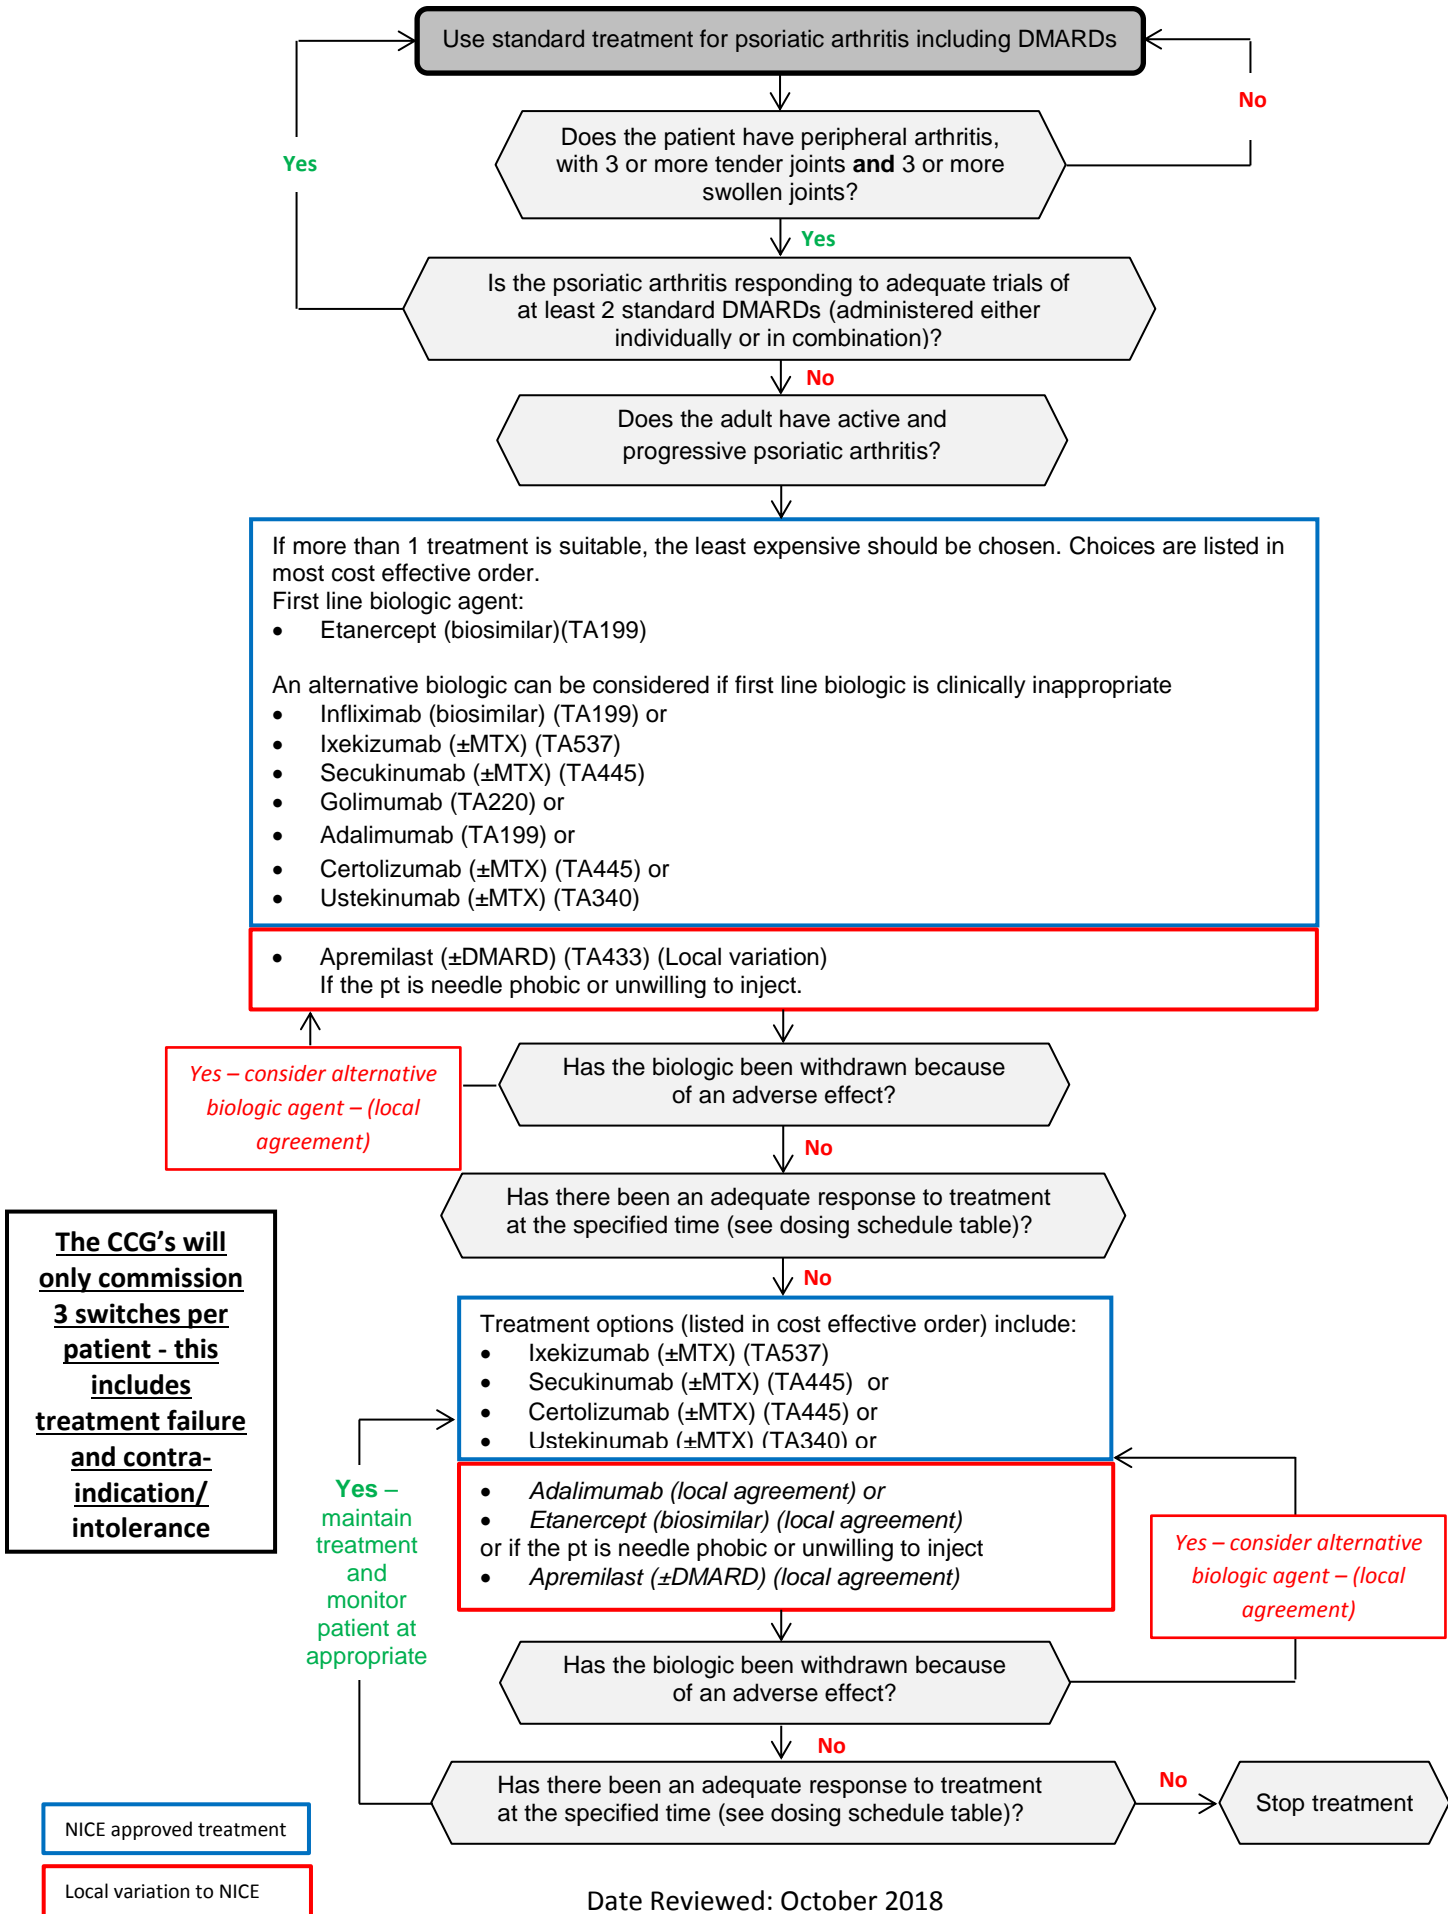 Use standard treatment for psoriatic arthritis including DMARDs
No
Does the patient have peripheral arthritis,
with 3 or more tender joints and 3 or more
swollen joints?
Yes
Yes
Is the psoriatic arthritis responding to adequate trials of
at least 2 standard DMARDs (administered either
individually or in combination)?
No
Does the adult have active and
progressive psoriatic arthritis?
If more than 1 treatment is suitable, the least expensive should be chosen. Choices are listed in
most cost effective order.
First line biologic agent:
• Etanercept (biosimilar)(TA199)
An alternative biologic can be considered if first line biologic is clinically inappropriate
• Infliximab (biosimilar) (TA199) or
• Ixekizumab (±MTX) (TA537)
• Secukinumab (±MTX) (TA445)
• Golimumab (TA220) or
• Adalimumab (TA199) or
• Certolizumab (±MTX) (TA445) or
• Ustekinumab (±MTX) (TA340)
• Apremilast (±DMARD) (TA433) (Local variation)
If the pt is needle phobic or unwilling to inject.
Yes – consider alternative
biologic agent – (local
agreement)
Has the biologic been withdrawn because
of an adverse effect?
No
Has there been an adequate response to treatment
at the specified time (see dosing schedule table)?
No
The CCG's will
only commission
3 switches per
patient - this
includes
treatment failure
and contra-
indication/
intolerance
Treatment options (listed in cost effective order) include:
• Ixekizumab (±MTX) (TA537)
• Secukinumab (±MTX) (TA445) or
• Certolizumab (±MTX) (TA445) or
• Ustekinumab (±MTX) (TA340) or
• Adalimumab (local agreement) or
• Etanercept (biosimilar) (local agreement)
or if the pt is needle phobic or unwilling to inject
• Apremilast (±DMARD) (local agreement)
Yes –
maintain
treatment
and
monitor
patient at
appropriate
Yes – consider alternative
biologic agent – (local
agreement)
Has the biologic been withdrawn because
of an adverse effect?
No
Has there been an adequate response to treatment
at the specified time (see dosing schedule table)?
No
Stop treatment
NICE approved treatment
Local variation to NICE
Date Reviewed: October 2018